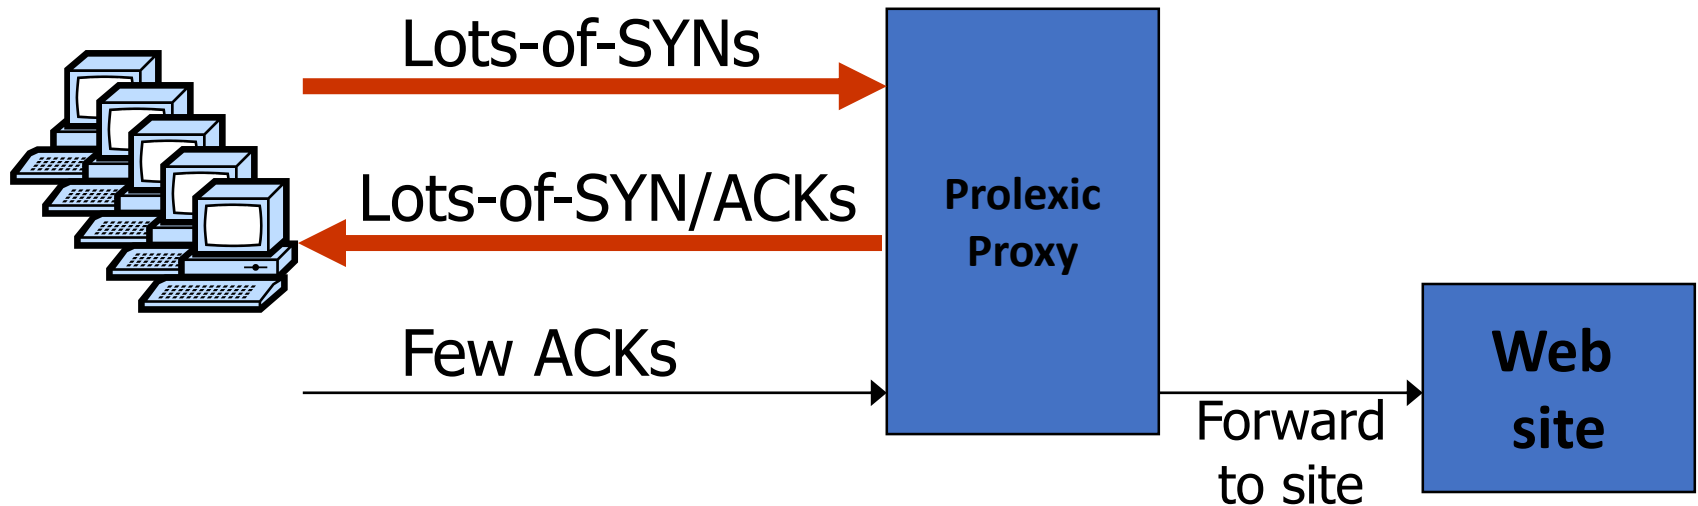 Lots-of-SYNs
Lots-of-SYN/ACKs
Prolexic
Proxy
Few ACKs
Forward
to site
Web
site